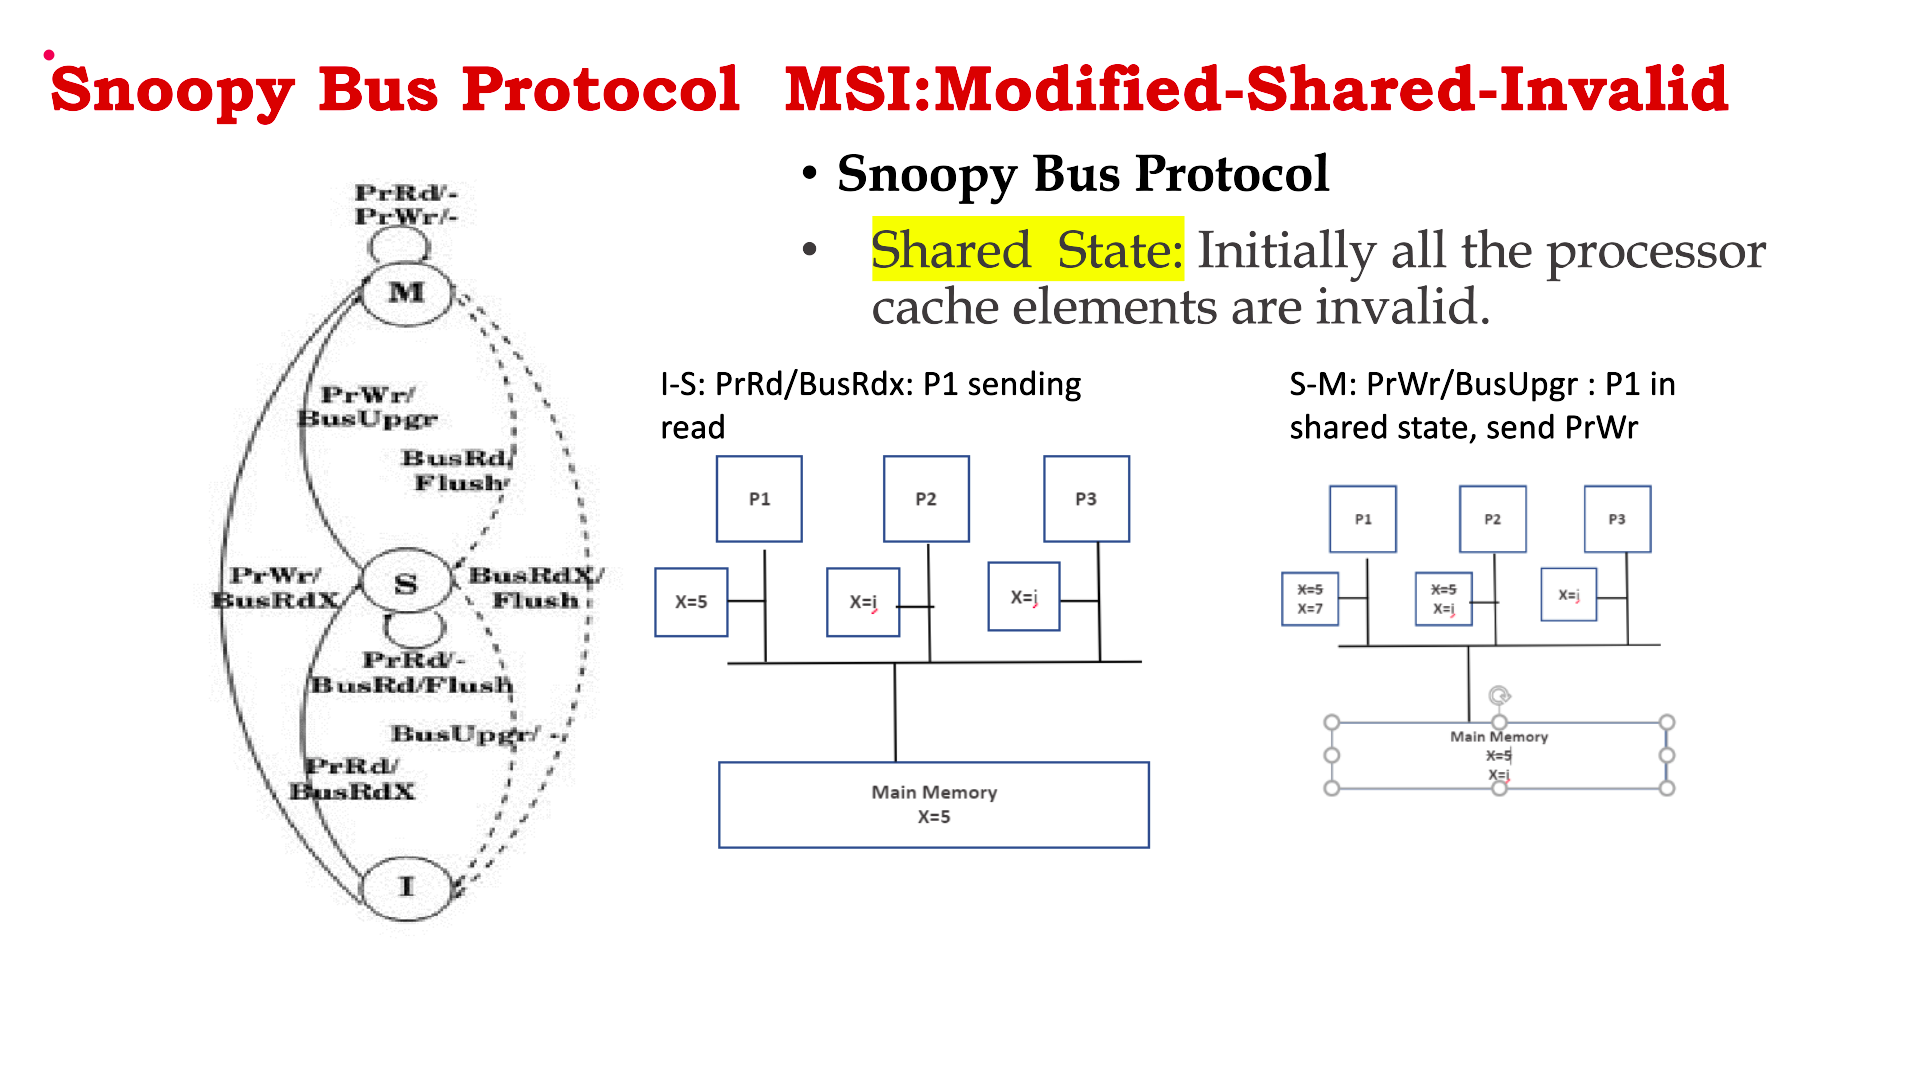 Snoopy Bus Protocol MSI:Modified-Shared-Invalid
• Snoopy Bus Protocol
• Shared State: Initially all the processor
cache elements are invalid.
PrRd/-
PrWr/-
M
PrWr/
BusUpgr
BusRd/
Flush
PrWr/
BusRdX
S
BusRdX/
Flush
PrRd/-
BusRd/Flush
BusUpgr/ -
PrRd/
BusRdX
I
I-S: PrRd/BusRdx: P1 sending
read
P1
P2
P3
X=5
X=i
X=i
Main Memory
X=5
S-M: PrWr/BusUpgr : P1 in
shared state, send PrWr
P1
P2
P3
X=5
X=7
X=5
X=i
X=i
Main Memory
X=5
X=i